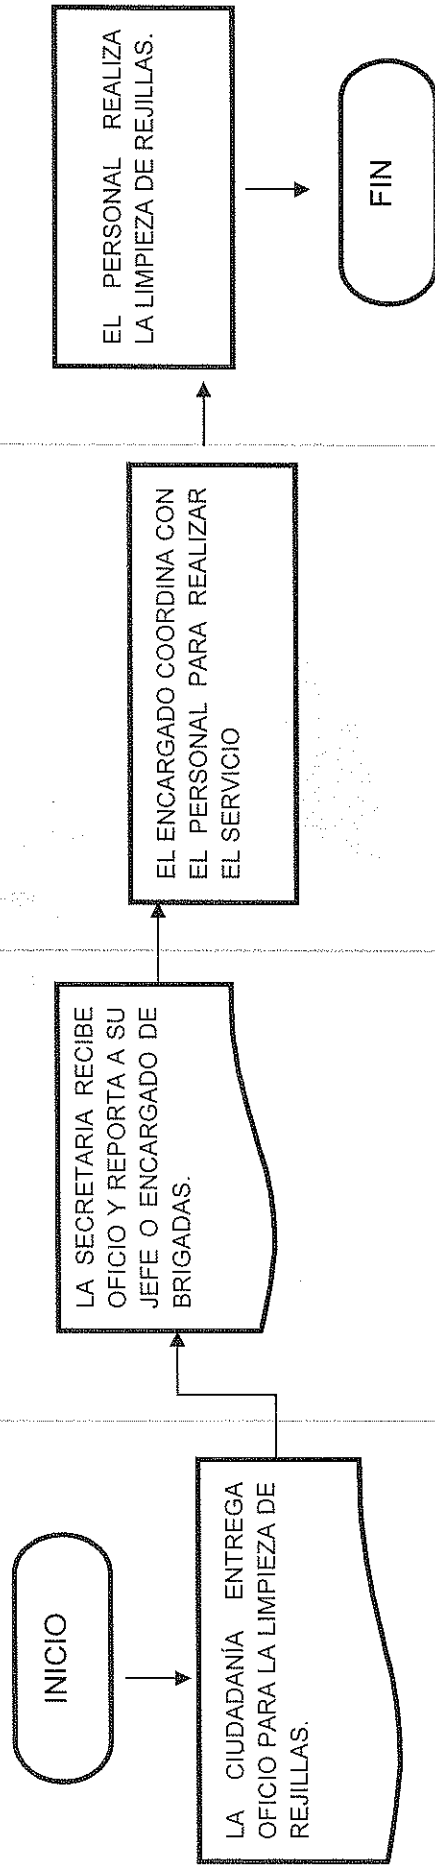 INICIO
LA CIUDADANÍA ENTREGA
OFICIO PARA LA LIMPIEZA DE
REJILLAS.
LA SECRETARIA RECIBE
OFICIO Y REPORTA A SU
JEFE O ENCARGADO DE
BRIGADAS.
EL ENCARGADO COORDINA CON
EL PERSONAL PARA REALIZAR
EL SERVICIO
EL PERSONAL REALIZA
LA LIMPIEZA DE REJILLAS.
FIN